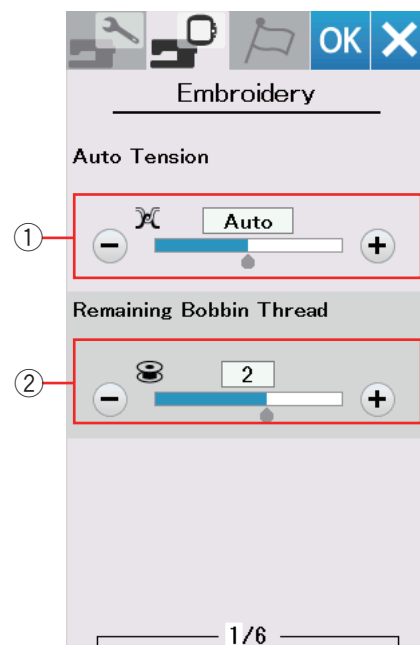 OK
Embroidery
Auto Tension
① Auto
Remaining Bobbin Thread
② 2
1/6